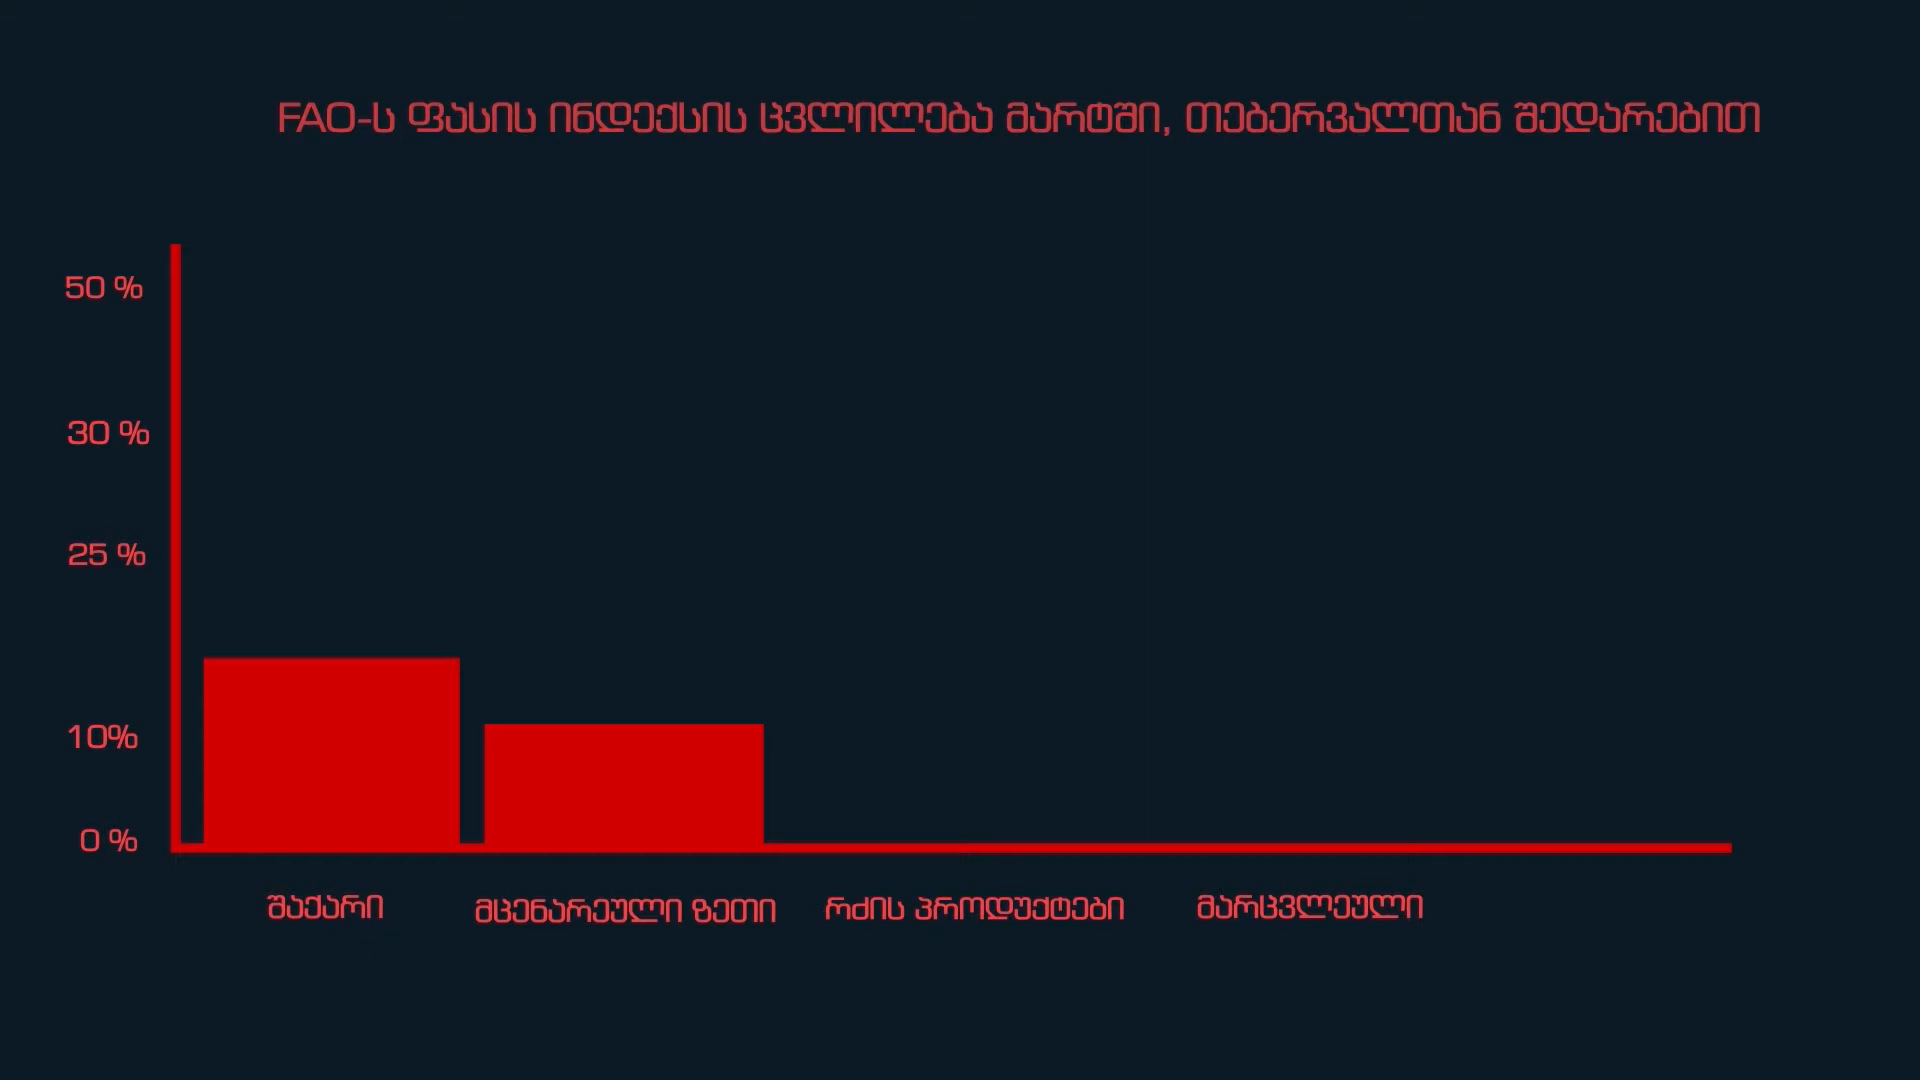 FAO-ს ფასის ინდექსის ცვლილება მარტში, თებერვალთან შედარებით
50 %
30 %
25 %
10%
0 %
შაქარი
მცენარეული ზეთი
რძის პროდუქტები
მარცვლეული